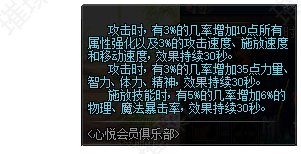 攻击时，有3%的几率增加10点所有
属性强化以及3%的攻击速度、施放速度
和移动速度，效果持续30秒。
攻击时，有3%的几率增加35点力量、
智力、体力、精神，效果持续30秒。
施放技能时，有5%的几率增加6%的
物理、魔法暴击率，效果持续30秒。
<心悦会员俱乐部>